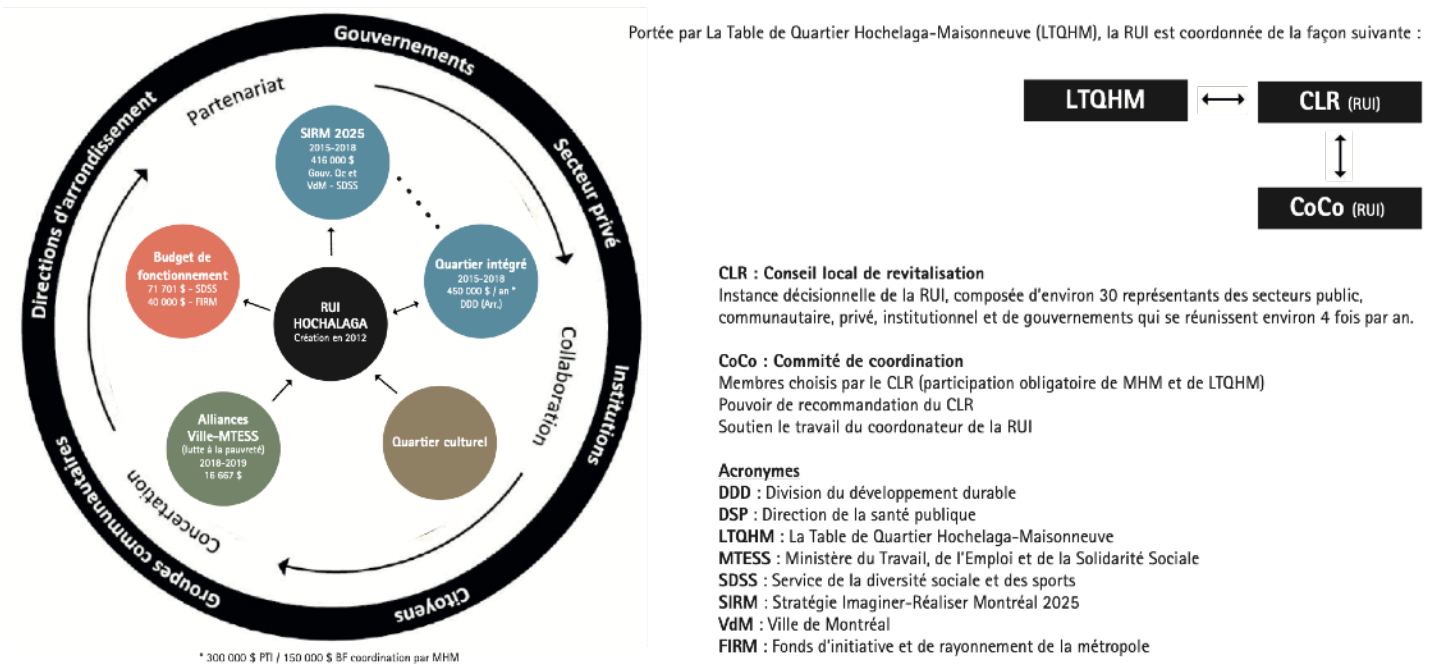 Gouvernements
Secteur privé
Institutions
Citoyens
Groupes communautaires
Directions d'arrondissement
Partenariat
Collaboration
Concertation
SIRM 2025
2015-2018
416 000 $
Gouv. Qc et
VdM - SDSS
Budget de
fonctionnement
71 701 $ - SDSS
40 000 $ - FIRM
Quartier intégré
2015-2018
450 000 $ / an *
DDD (Arr.)
RUI
HOCHALAGA
Création en 2012
Alliances
Ville-MTESS
(lutte à la pauvreté)
2018-2019
16 667 $
Quartier culturel
* 300 000 $ PTI / 150 000 $ BF coordination par MHM
Portée par La Table de Quartier Hochelaga-Maisonneuve (LTQHM), la RUI est coordonnée de la façon suivante :
LTQHM
CLR (RUI)
CoCo (RUI)
CLR : Conseil local de revitalisation
Instance décisionnelle de la RUI, composée d'environ 30 représentants des secteurs public,
communautaire, privé, institutionnel et de gouvernements qui se réunissent environ 4 fois par an.
CoCo : Commité de coordination
Membres choisis par le CLR (participation obligatoire de MHM et de LTQHM)
Pouvoir de recommandation du CLR
Soutien le travail du coordonateur de la RUI
Acronymes
DDD : Division du développement durable
DSP : Direction de la santé publique
LTQHM : La Table de Quartier Hochelaga-Maisonneuve
MTESS : Ministère du Travail, de l'Emploi et de la Solidarité Sociale
SDSS : Service de la diversité sociale et des sports
SIRM : Stratégie Imaginer-Réaliser Montréal 2025
VdM : Ville de Montréal
FIRM : Fonds d'initiative et de rayonnement de la métropole